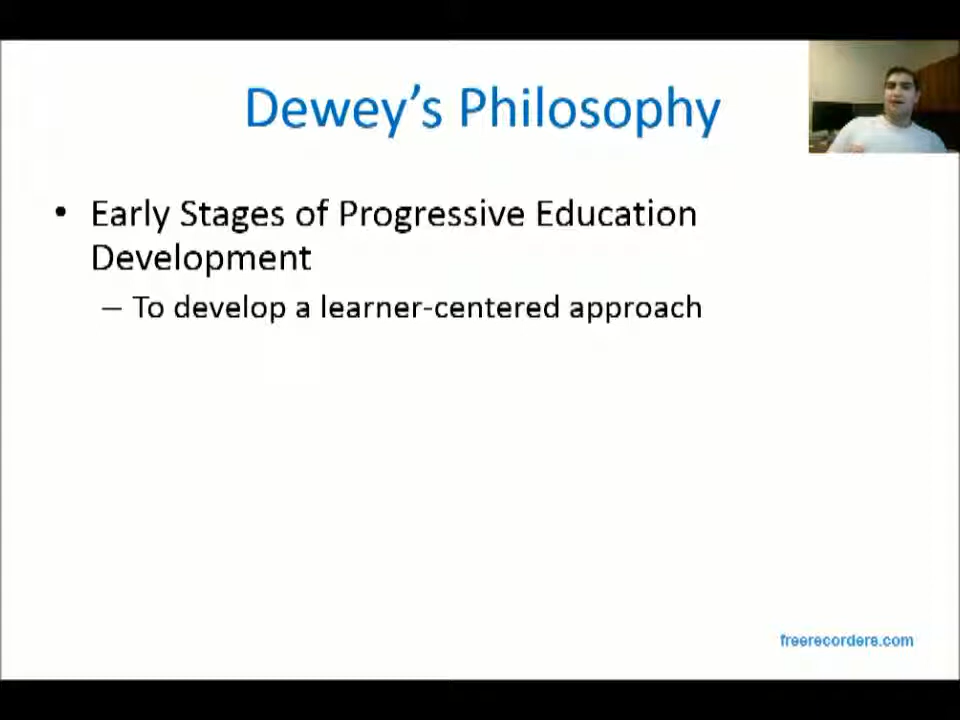 Dewey’s Philosophy
• Early Stages of Progressive Education
Development
– To develop a learner-centered approach
freerecorders.com